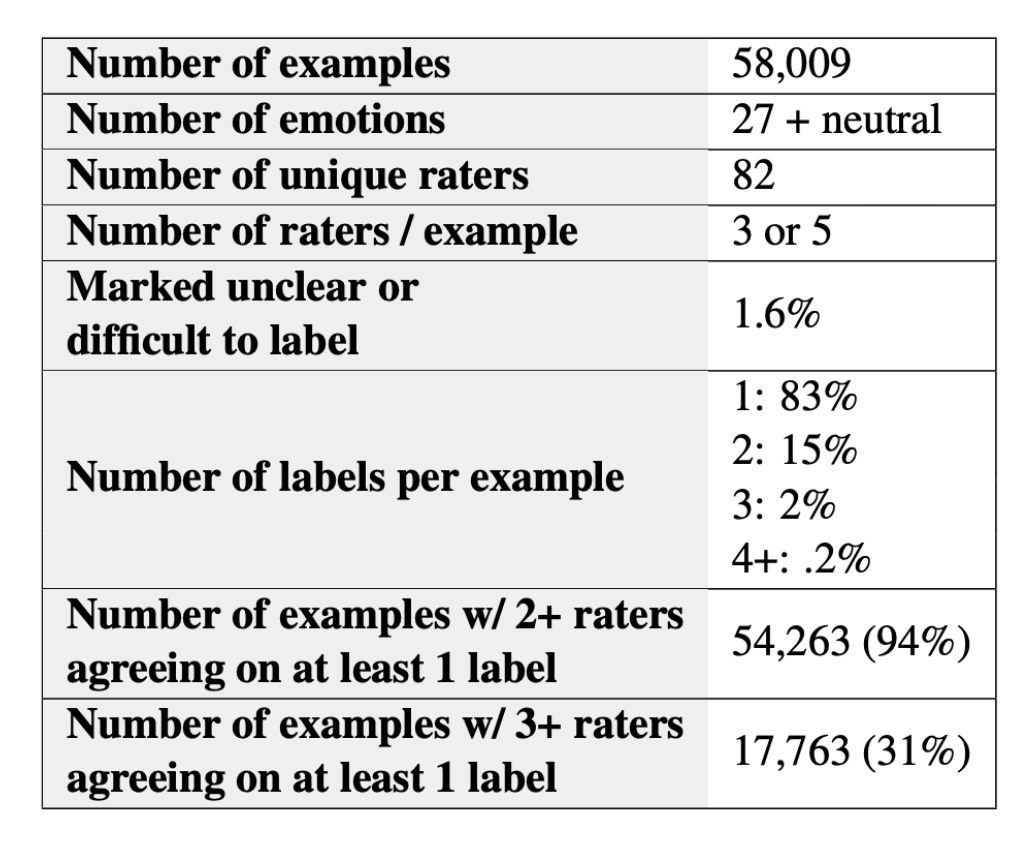 Number of examples 58,009
Number of emotions 27 + neutral
Number of unique raters 82
Number of raters / example 3 or 5
Marked unclear or
difficult to label 1.6%
Number of labels per example
1: 83%
2: 15%
3: 2%
4+: .2%
Number of examples w/ 2+ raters
agreeing on at least 1 label 54,263 (94%)
Number of examples w/ 3+ raters
agreeing on at least 1 label 17,763 (31%)